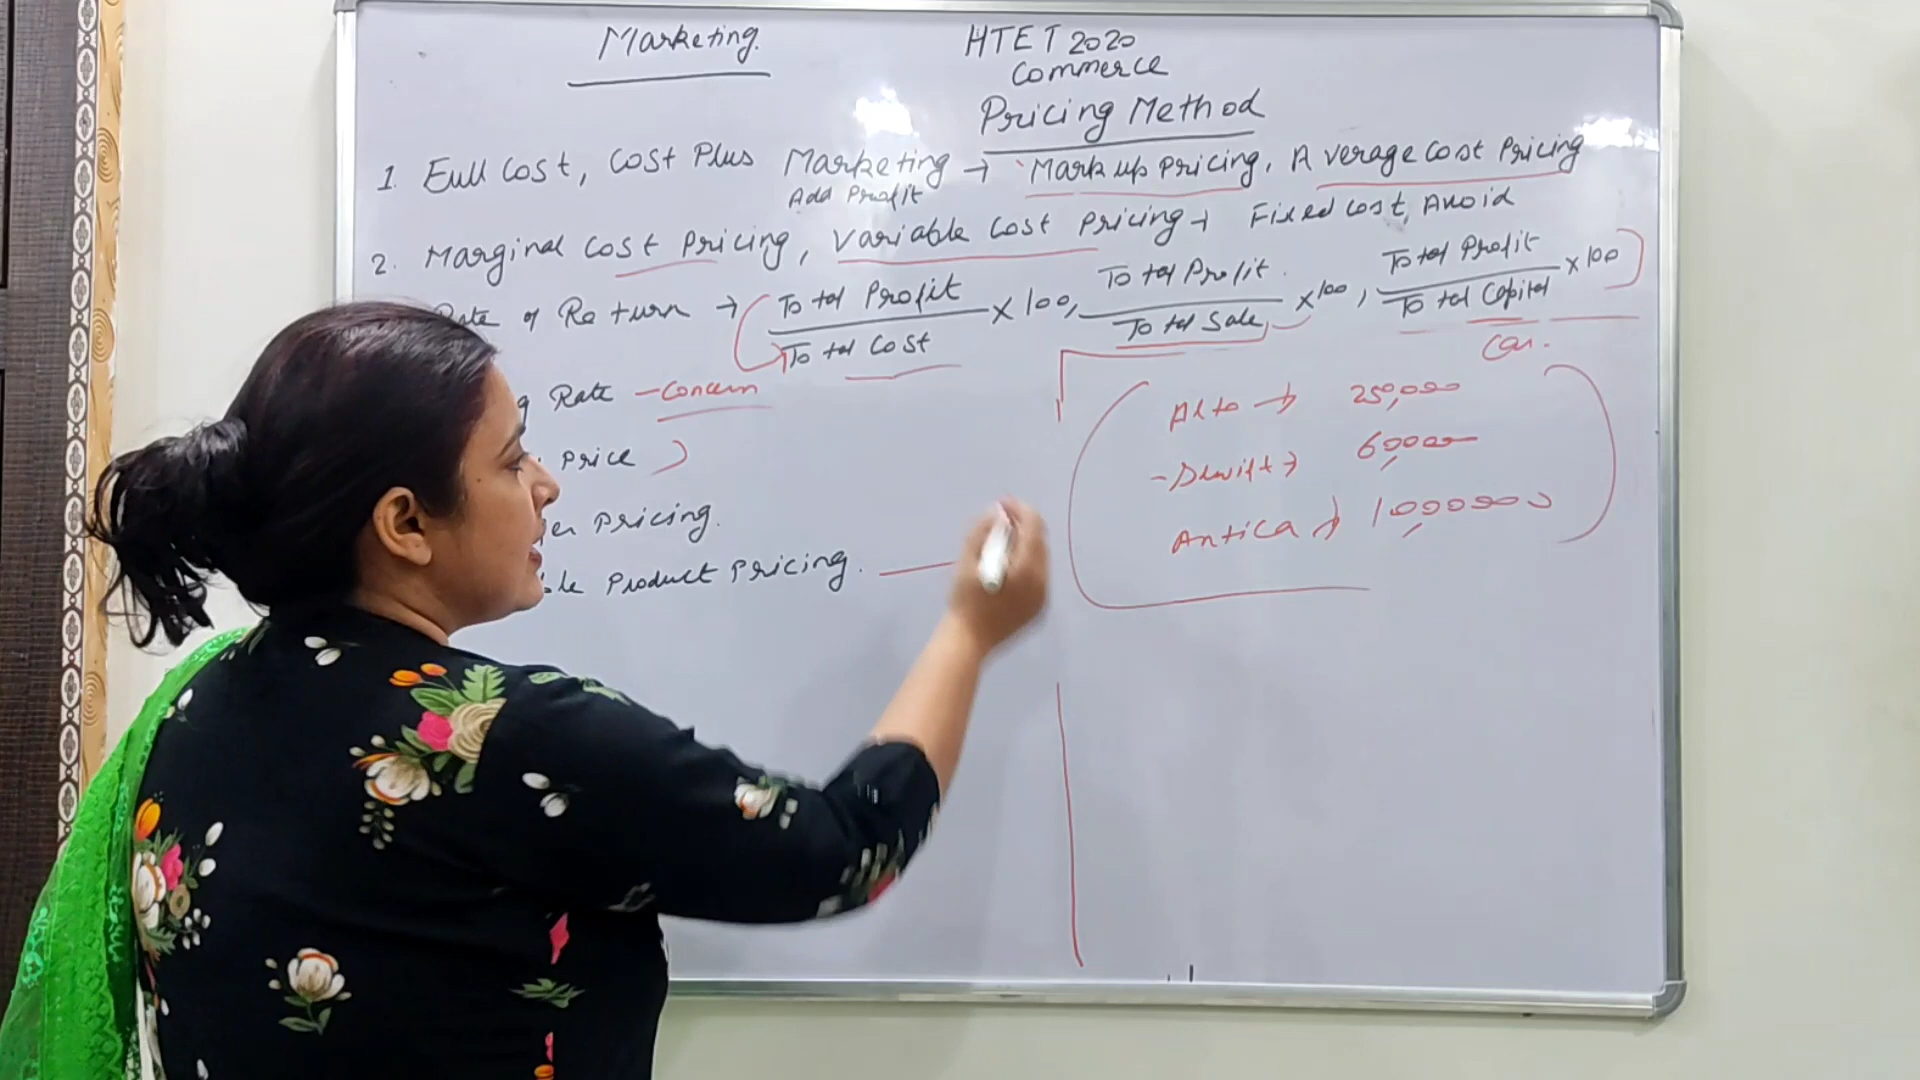 Marketing.
HTET 2020
Commerce
Pricing Method
1. Full Cost, Cost Plus Marketing → Mark up Pricing, Average Cost Pricing
Add Profit
2. Marginal Cost Pricing, Variable Cost Pricing → Fixed Cost, Avoid
Rate of Return → Total Profit / Total Cost × 100, Total Profit / Total Sale × 100, Total Profit / Total Capital × 100
Car.
g Rate – Concern
Price
Pricing.
Product Pricing.
Alto → 250,000
600000
Antica → 1000000